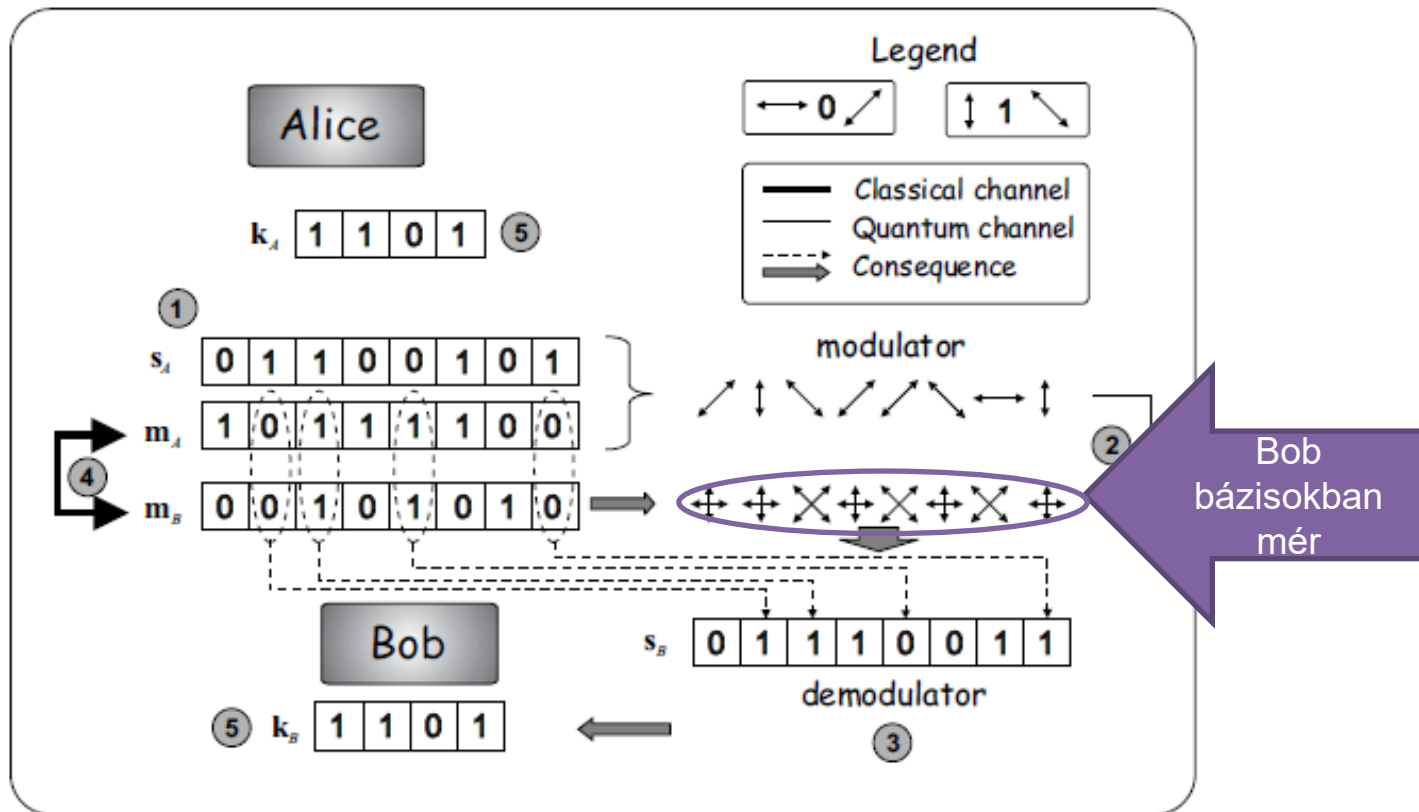 Legend
0
1
Alice
Classical channel
Quantum channel
Consequence
k_A 1 1 0 1 5
1
s_A 0 1 1 0 0 1 0 1
modulator
m_A 1 0 1 1 1 1 0 0
2
4
m_B 0 0 1 0 1 0 1 0
Bob
bázisokban
mér
Bob
s_B 0 1 1 1 0 0 1 1
demodulator
5 k_B 1 1 0 1
3